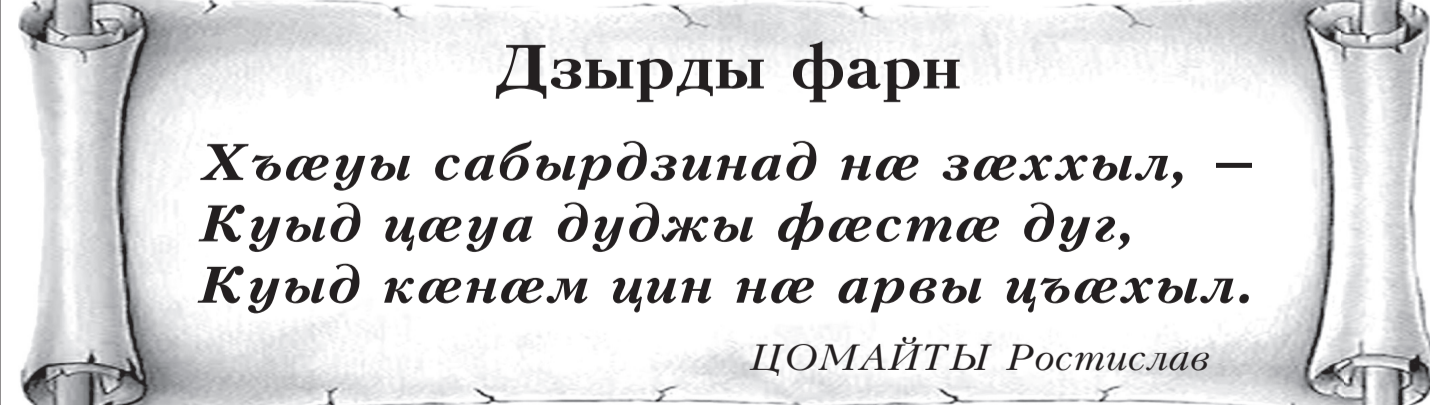 Дзырды фарн
Хъæуы сабырдзинад нæ зæххыл, —
Куыд цæуа дуджы фæстæ дуг,
Куыд кæнæм цин нæ арвы цъæхыл.
ЦОМАЙТЫ Ростислав